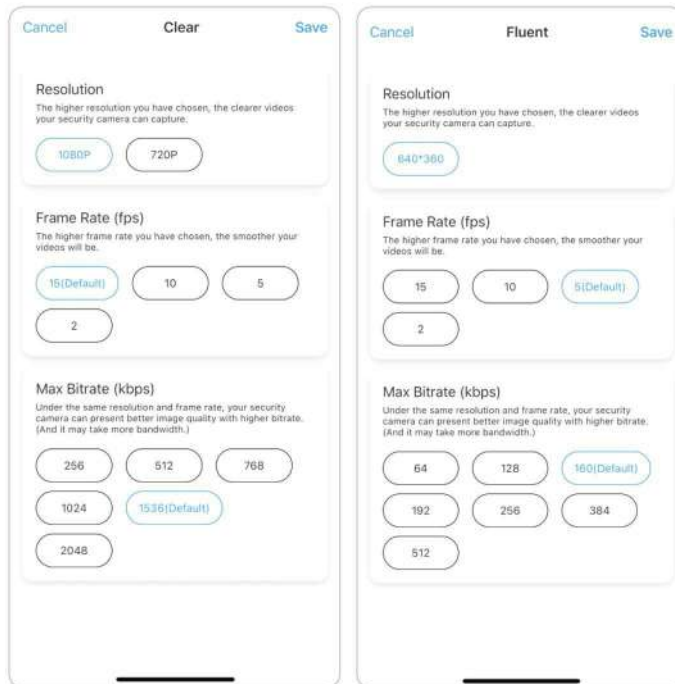 Cancel Clear Save
Resolution
The higher resolution you have chosen, the clearer videos
your security camera can capture.
1080P 720P
Frame Rate (fps)
The higher frame rate you have chosen, the smoother your
videos will be.
15(Default) 10 5
2
Max Bitrate (kbps)
Under the same resolution and frame rate, your security
camera can present better image quality with higher bitrate.
(And it may take more bandwidth.)
256 512 768
1024 1536(Default)
2048
Cancel Fluent Save
Resolution
The higher resolution you have chosen, the clearer videos
your security camera can capture.
640*360
Frame Rate (fps)
The higher frame rate you have chosen, the smoother your
videos will be.
15 10 5(Default)
2
Max Bitrate (kbps)
Under the same resolution and frame rate, your security
camera can present better image quality with higher bitrate.
(And it may take more bandwidth.)
64 128 160(Default)
192 256 384
512